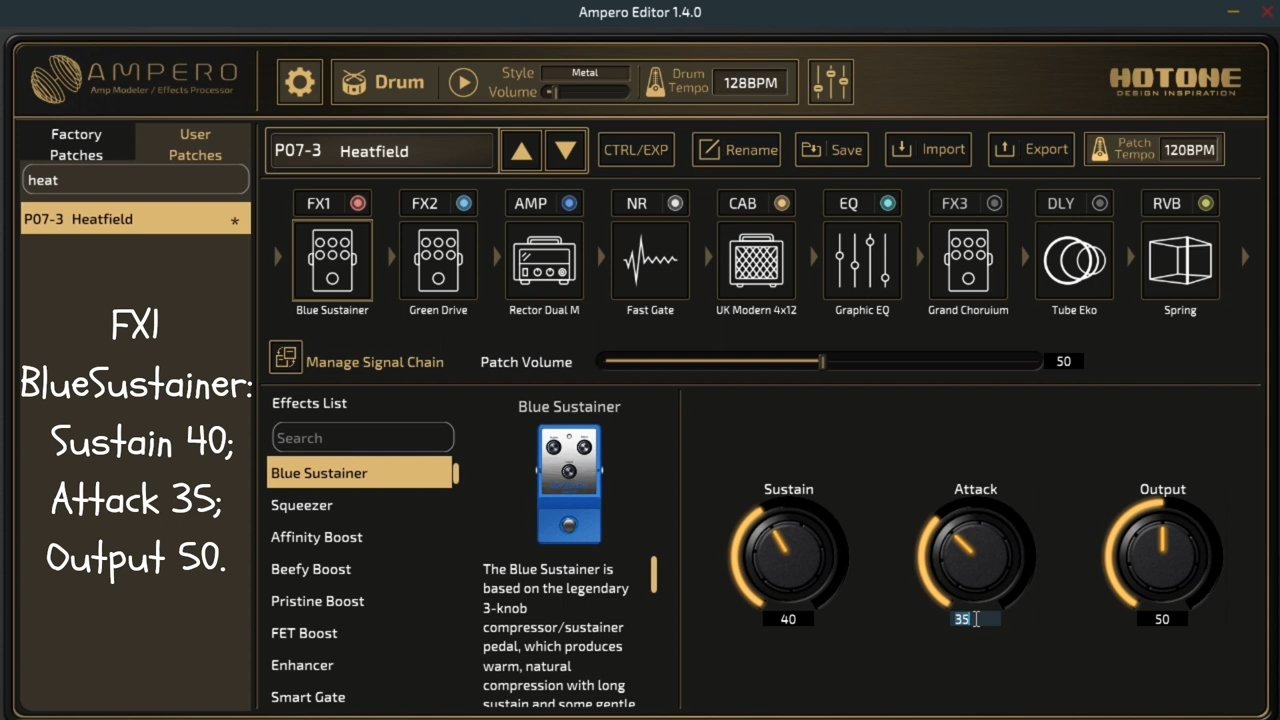 Ampero Editor 1.4.0
AMPERO
Amp Modeler / Effects Processor
Drum
Style
Metal
Volume
Drum
Tempo
128BPM
HOTONE
DESIGN INSPIRATION
Factory
Patches
User
Patches
heat
P07-3 Heatfield *
P07-3 Heatfield
CTRL/EXP
Rename
Save
Import
Export
Patch
Tempo
120BPM
FX1
FX2
AMP
NR
CAB
EQ
FX3
DLY
RVB
Blue Sustainer
Green Drive
Rector Dual M
Fast Gate
UK Modern 4x12
Graphic EQ
Grand Choruium
Tube Eko
Spring
Manage Signal Chain
Patch Volume
50
FX1
BlueSustainer:
Sustain 40;
Attack 35;
Output 50.
Effects List
Search
Blue Sustainer
Squeezer
Affinity Boost
Beefy Boost
Pristine Boost
FET Boost
Enhancer
Smart Gate
Blue Sustainer
The Blue Sustainer is
based on the legendary
3-knob
compressor/sustainer
pedal, which produces
warm, natural
compression with long
sustain and some gentle
Sustain
40
Attack
35
Output
50